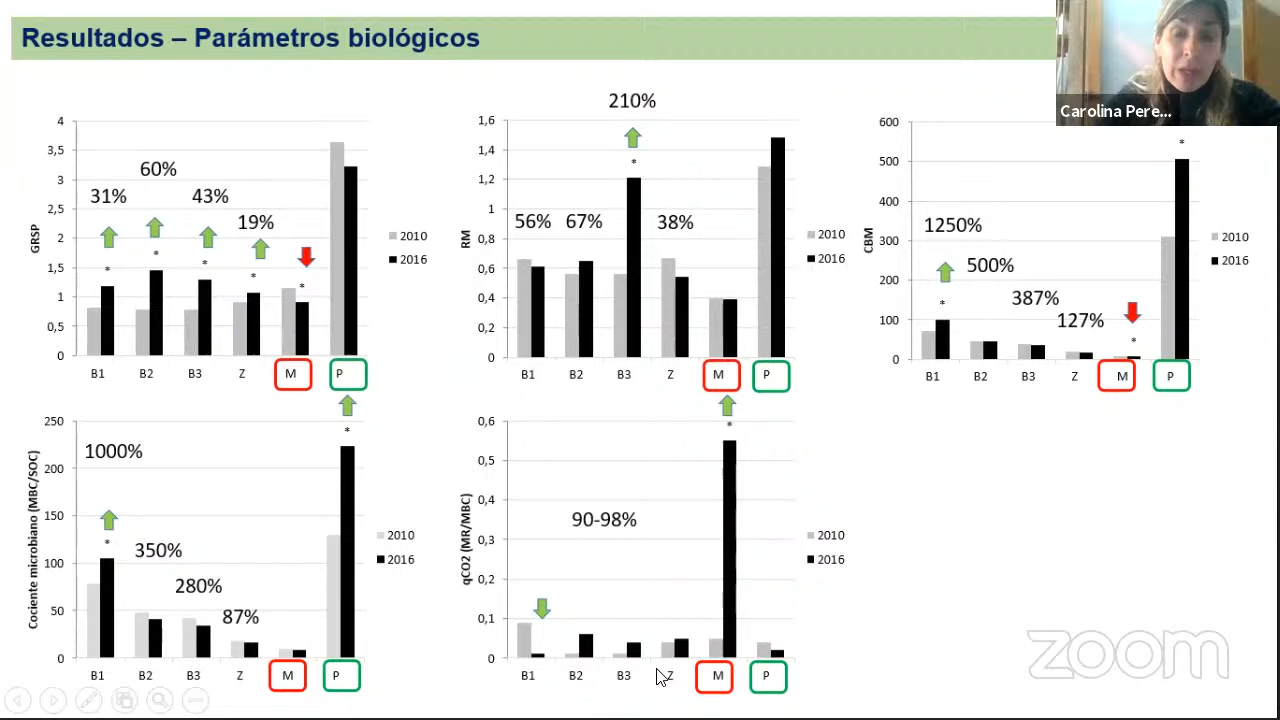 Resultados – Parámetros biológicos
Carolina Pere...
GRSP
4
3,5
3
2,5
2
1,5
1
0,5
0
31%
60%
43%
19%
*
*
*
*
*
B1
B2
B3
Z
M
P
2010
2016
RM
1,6
1,4
1,2
1
0,8
0,6
0,4
0,2
0
56%
67%
210%
38%
*
B1
B2
B3
Z
M
P
2010
2016
CBM
600
500
400
300
200
100
0
1250%
500%
387%
127%
*
*
*
B1
B2
B3
Z
M
P
2010
2016
Cociente microbiano (MBC/SOC)
250
200
150
100
50
0
1000%
350%
280%
87%
*
*
B1
B2
B3
Z
M
P
2010
2016
qCO2 (MR/MBC)
0,6
0,5
0,4
0,3
0,2
0,1
0
90-98%
*
B1
B2
B3
Z
M
P
2010
2016
zoom